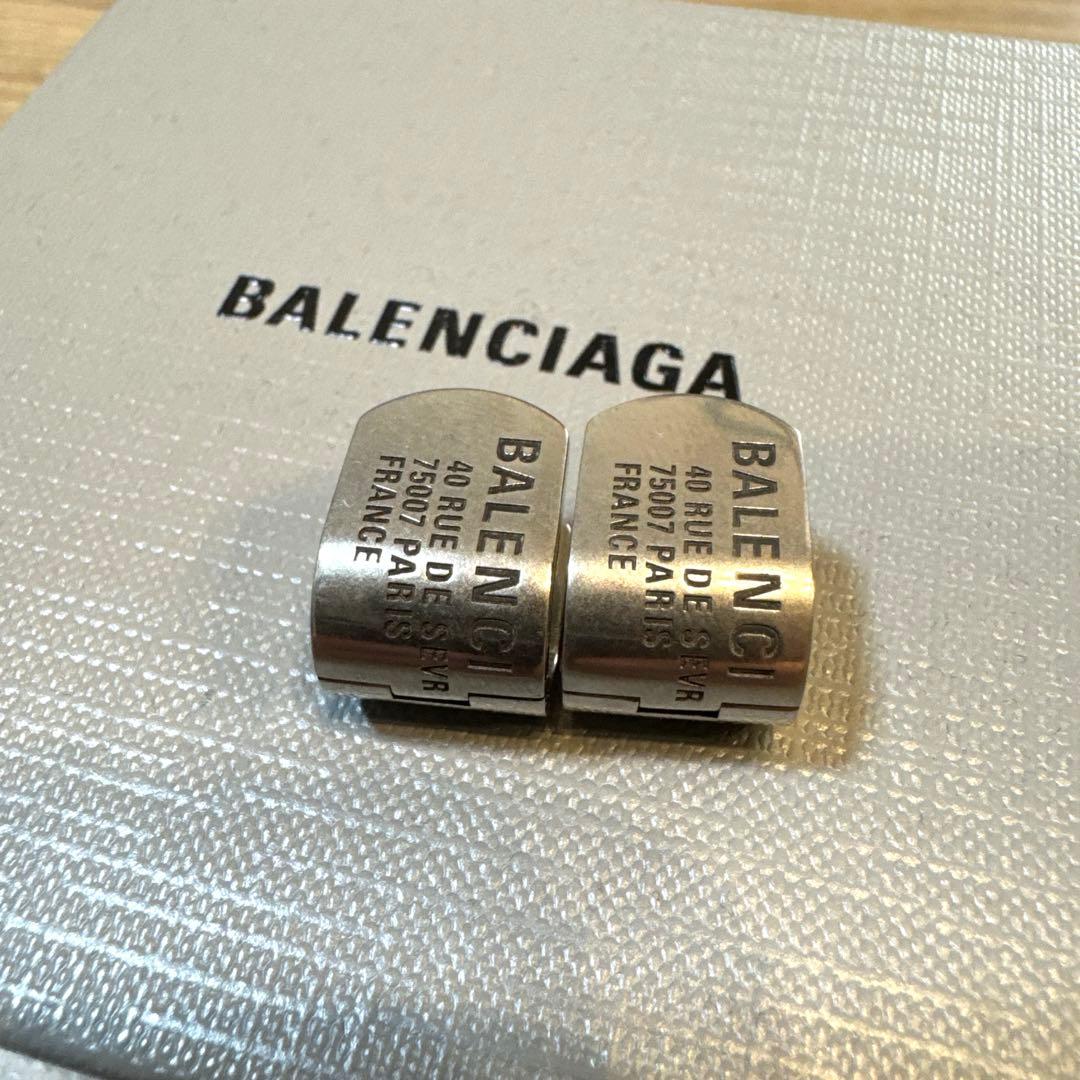 BALENCIAGA
BALENCI
40 RUE DE SEVR
75007 PARIS
FRANCE
BALENCI
40 RUE DE SEVR
75007 PARIS
FRANCE